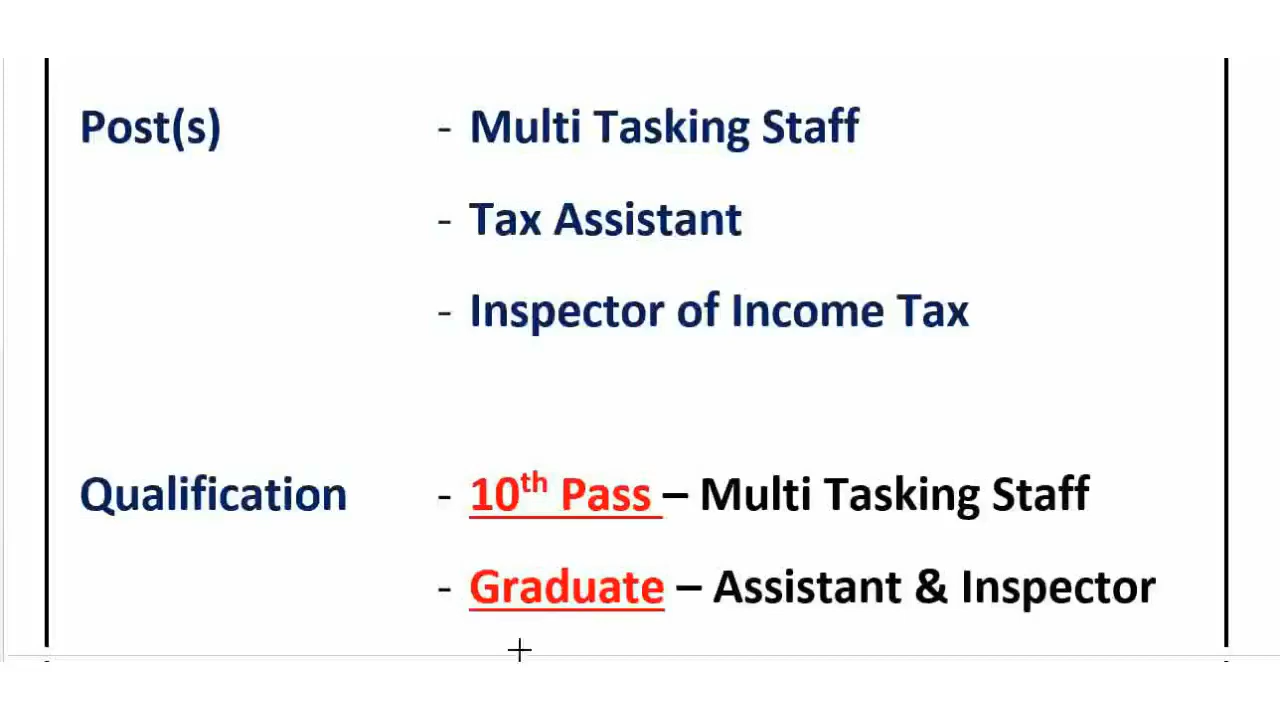 Post(s) - Multi Tasking Staff
- Tax Assistant
- Inspector of Income Tax
Qualification - 10th Pass – Multi Tasking Staff
- Graduate – Assistant & Inspector